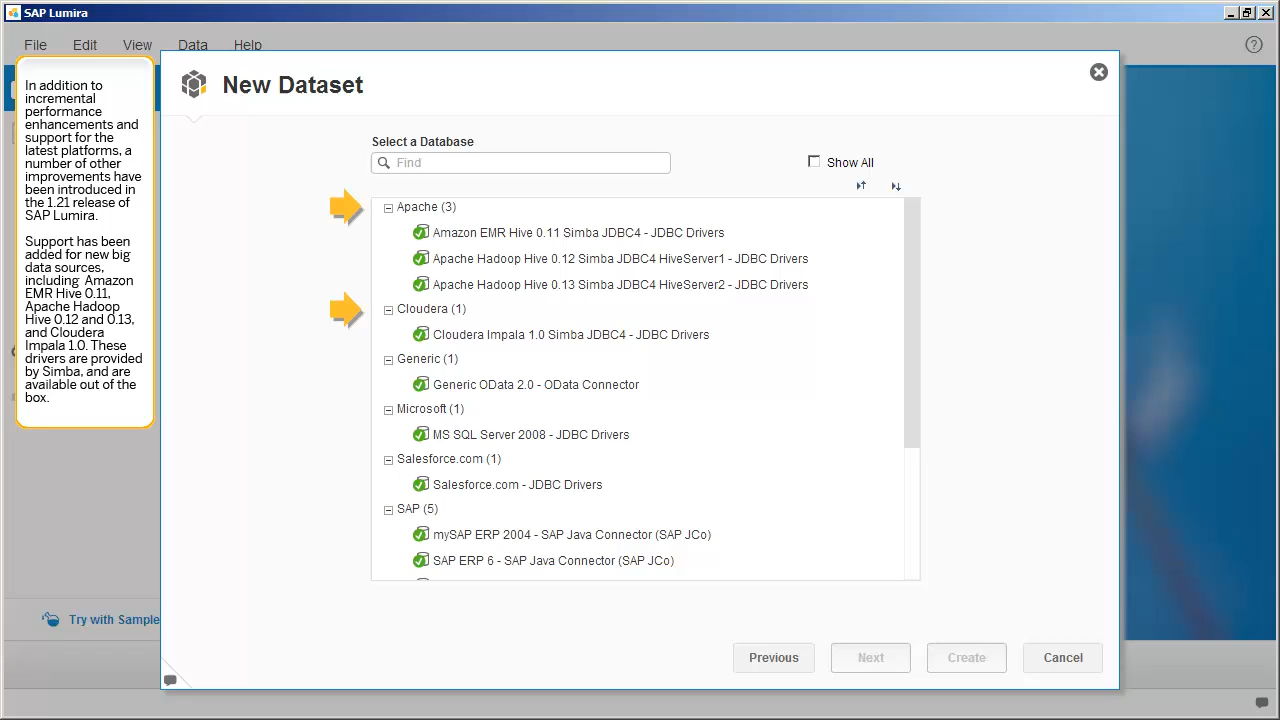 SAP Lumira
File Edit View Data Help
In addition to
incremental
performance
enhancements and
support for the
latest platforms, a
number of other
improvements have
been introduced in
the 1.21 release of
SAP Lumira.
Support has been
added for new big
data sources,
including Amazon
EMR Hive 0.11,
Apache Hadoop
Hive 0.12 and 0.13,
and Cloudera
Impala 1.0. These
drivers are provided
by Simba, and are
available out of the
box.
New Dataset
Select a Database
Find
Show All
Apache (3)
Amazon EMR Hive 0.11 Simba JDBC4 - JDBC Drivers
Apache Hadoop Hive 0.12 Simba JDBC4 HiveServer1 - JDBC Drivers
Apache Hadoop Hive 0.13 Simba JDBC4 HiveServer2 - JDBC Drivers
Cloudera (1)
Cloudera Impala 1.0 Simba JDBC4 - JDBC Drivers
Generic (1)
Generic OData 2.0 - OData Connector
Microsoft (1)
MS SQL Server 2008 - JDBC Drivers
Salesforce.com (1)
Salesforce.com - JDBC Drivers
SAP (5)
mySAP ERP 2004 - SAP Java Connector (SAP JCo)
SAP ERP 6 - SAP Java Connector (SAP JCo)
Try with Sample
Previous Next Create Cancel